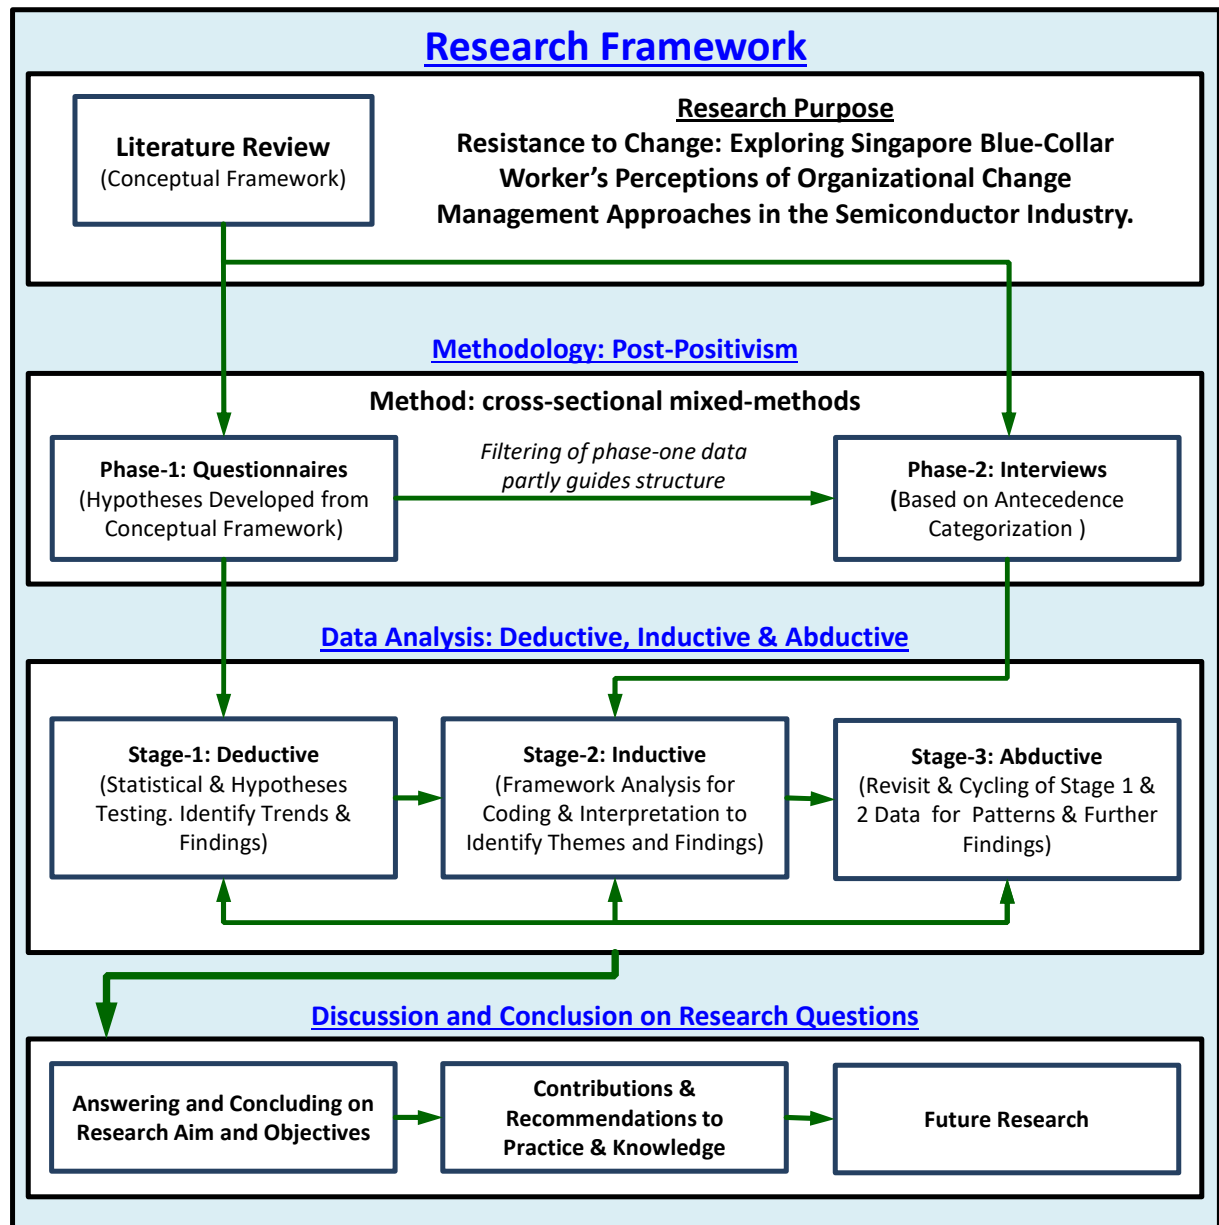 Research Framework
Literature Review
(Conceptual Framework)
Research Purpose
Resistance to Change: Exploring Singapore Blue-Collar
Worker’s Perceptions of Organizational Change
Management Approaches in the Semiconductor Industry.
Methodology: Post-Positivism
Method: cross-sectional mixed-methods
Phase-1: Questionnaires
(Hypotheses Developed from
Conceptual Framework)
Filtering of phase-one data
partly guides structure
Phase-2: Interviews
(Based on Antecedence
Categorization )
Data Analysis: Deductive, Inductive & Abductive
Stage-1: Deductive
(Statistical & Hypotheses
Testing. Identify Trends &
Findings)
Stage-2: Inductive
(Framework Analysis for
Coding & Interpretation to
Identify Themes and Findings)
Stage-3: Abductive
(Revisit & Cycling of Stage 1 &
2 Data for Patterns & Further
Findings)
Discussion and Conclusion on Research Questions
Answering and Concluding on
Research Aim and Objectives
Contributions &
Recommendations to
Practice & Knowledge
Future Research